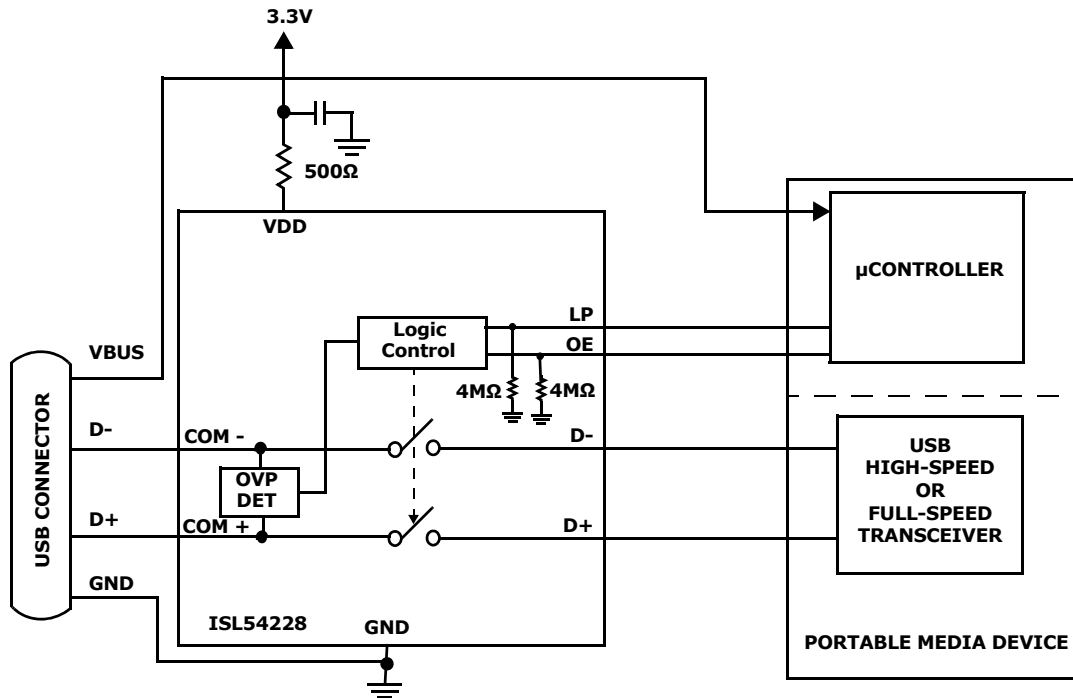 3.3V
500Ω
VDD
µCONTROLLER
LP
Logic
Control
OE
VBUS
4MΩ
4MΩ
USB CONNECTOR
D-
COM -
D-
USB
HIGH-SPEED
OR
FULL-SPEED
TRANSCEIVER
OVP
DET
D+
COM +
D+
GND
ISL54228
GND
PORTABLE MEDIA DEVICE